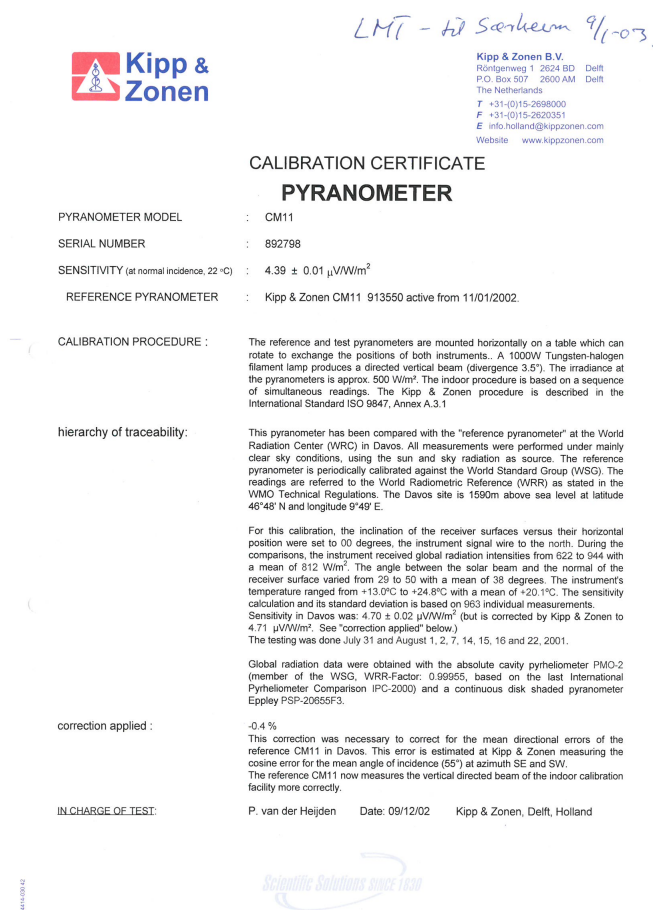 LMT - til Særheim 9/1-03
Kipp &
Zonen
Kipp & Zonen B.V.
Röntgenweg 1 2624 BD Delft
P.O. Box 507 2600 AM Delft
The Netherlands
T +31-(0)15-2698000
F +31-(0)15-2620351
E info.holland@kippzonen.com
Website www.kippzonen.com
CALIBRATION CERTIFICATE
PYRANOMETER
PYRANOMETER MODEL : CM11
SERIAL NUMBER : 892798
SENSITIVITY (at normal incidence, 22 ºC) : 4.39 ± 0.01 µV/W/m²
REFERENCE PYRANOMETER : Kipp & Zonen CM11 913550 active from 11/01/2002.
CALIBRATION PROCEDURE : The reference and test pyranometers are mounted horizontally on a table which can
rotate to exchange the positions of both instruments.. A 1000W Tungsten-halogen
filament lamp produces a directed vertical beam (divergence 3.5°). The irradiance at
the pyranometers is approx. 500 W/m². The indoor procedure is based on a sequence
of simultaneous readings. The Kipp & Zonen procedure is described in the
International Standard ISO 9847, Annex A.3.1
hierarchy of traceability: This pyranometer has been compared with the "reference pyranometer" at the World
Radiation Center (WRC) in Davos. All measurements were performed under mainly
clear sky conditions, using the sun and sky radiation as source. The reference
pyranometer is periodically calibrated against the World Standard Group (WSG). The
readings are referred to the World Radiometric Reference (WRR) as stated in the
WMO Technical Regulations. The Davos site is 1590m above sea level at latitude
46°48' N and longitude 9°49' E.
For this calibration, the inclination of the receiver surfaces versus their horizontal
position were set to 00 degrees, the instrument signal wire to the north. During the
comparisons, the instrument received global radiation intensities from 622 to 944 with
a mean of 812 W/m². The angle between the solar beam and the normal of the
receiver surface varied from 29 to 50 with a mean of 38 degrees. The instrument's
temperature ranged from +13.0ºC to +24.8ºC with a mean of +20.1ºC. The sensitivity
calculation and its standard deviation is based on 963 individual measurements.
Sensitivity in Davos was: 4.70 ± 0.02 µV/W/m² (but is corrected by Kipp & Zonen to
4.71 µV/W/m². See "correction applied" below.)
The testing was done July 31 and August 1, 2, 7, 14, 15, 16 and 22, 2001.
Global radiation data were obtained with the absolute cavity pyrheliometer PMO-2
(member of the WSG, WRR-Factor: 0.99955, based on the last International
Pyrheliometer Comparison IPC-2000) and a continuous disk shaded pyranometer
Eppley PSP-20655F3.
correction applied : -0.4 %
This correction was necessary to correct for the mean directional errors of the
reference CM11 in Davos. This error is estimated at Kipp & Zonen measuring the
cosine error for the mean angle of incidence (55°) at azimuth SE and SW.
The reference CM11 now measures the vertical directed beam of the indoor calibration
facility more correctly.
IN CHARGE OF TEST: P. van der Heijden Date: 09/12/02 Kipp & Zonen, Delft, Holland
Scientific Solutions SINCE 1830
4414-030 42